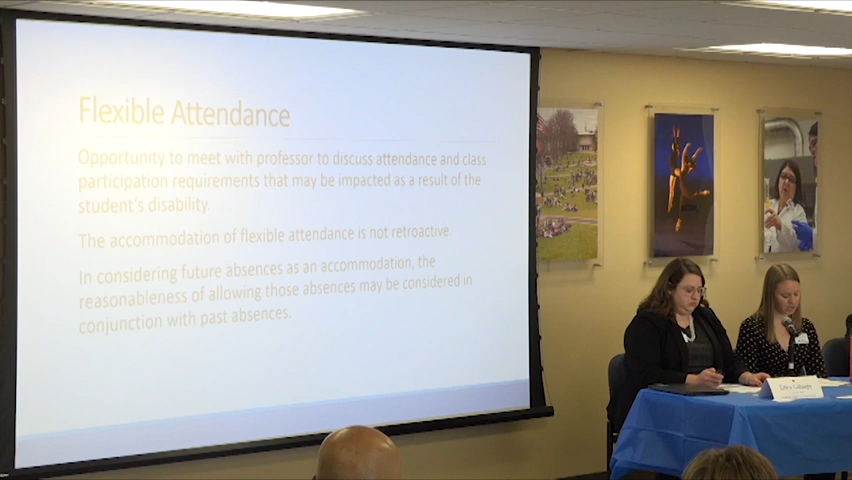 Flexible Attendance
Opportunity to meet with professor to discuss attendance and class
participation requirements that may be impacted as a result of the
student's disability.
The accommodation of flexible attendance is not retroactive.
In considering future absences as an accommodation, the
reasonableness of allowing those absences may be considered in
conjunction with past absences.